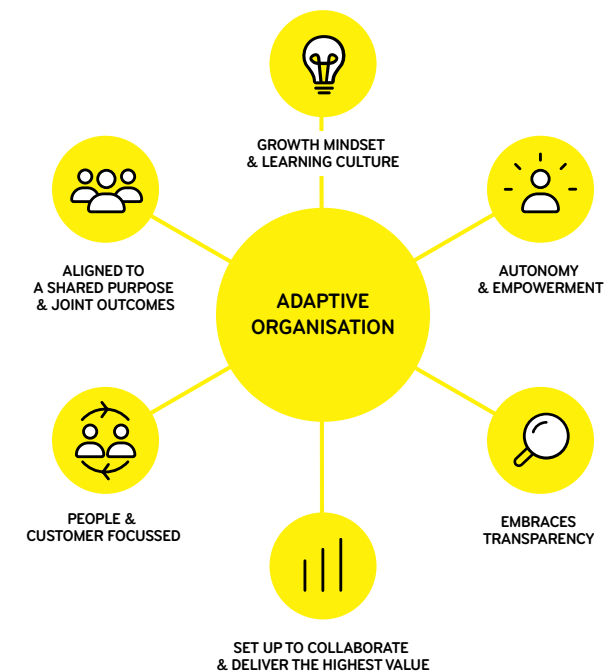 GROWTH MINDSET
& LEARNING CULTURE
ALIGNED TO
A SHARED PURPOSE
& JOINT OUTCOMES
AUTONOMY
& EMPOWERMENT
ADAPTIVE
ORGANISATION
PEOPLE &
CUSTOMER FOCUSSED
EMBRACES
TRANSPARENCY
SET UP TO COLLABORATE
& DELIVER THE HIGHEST VALUE